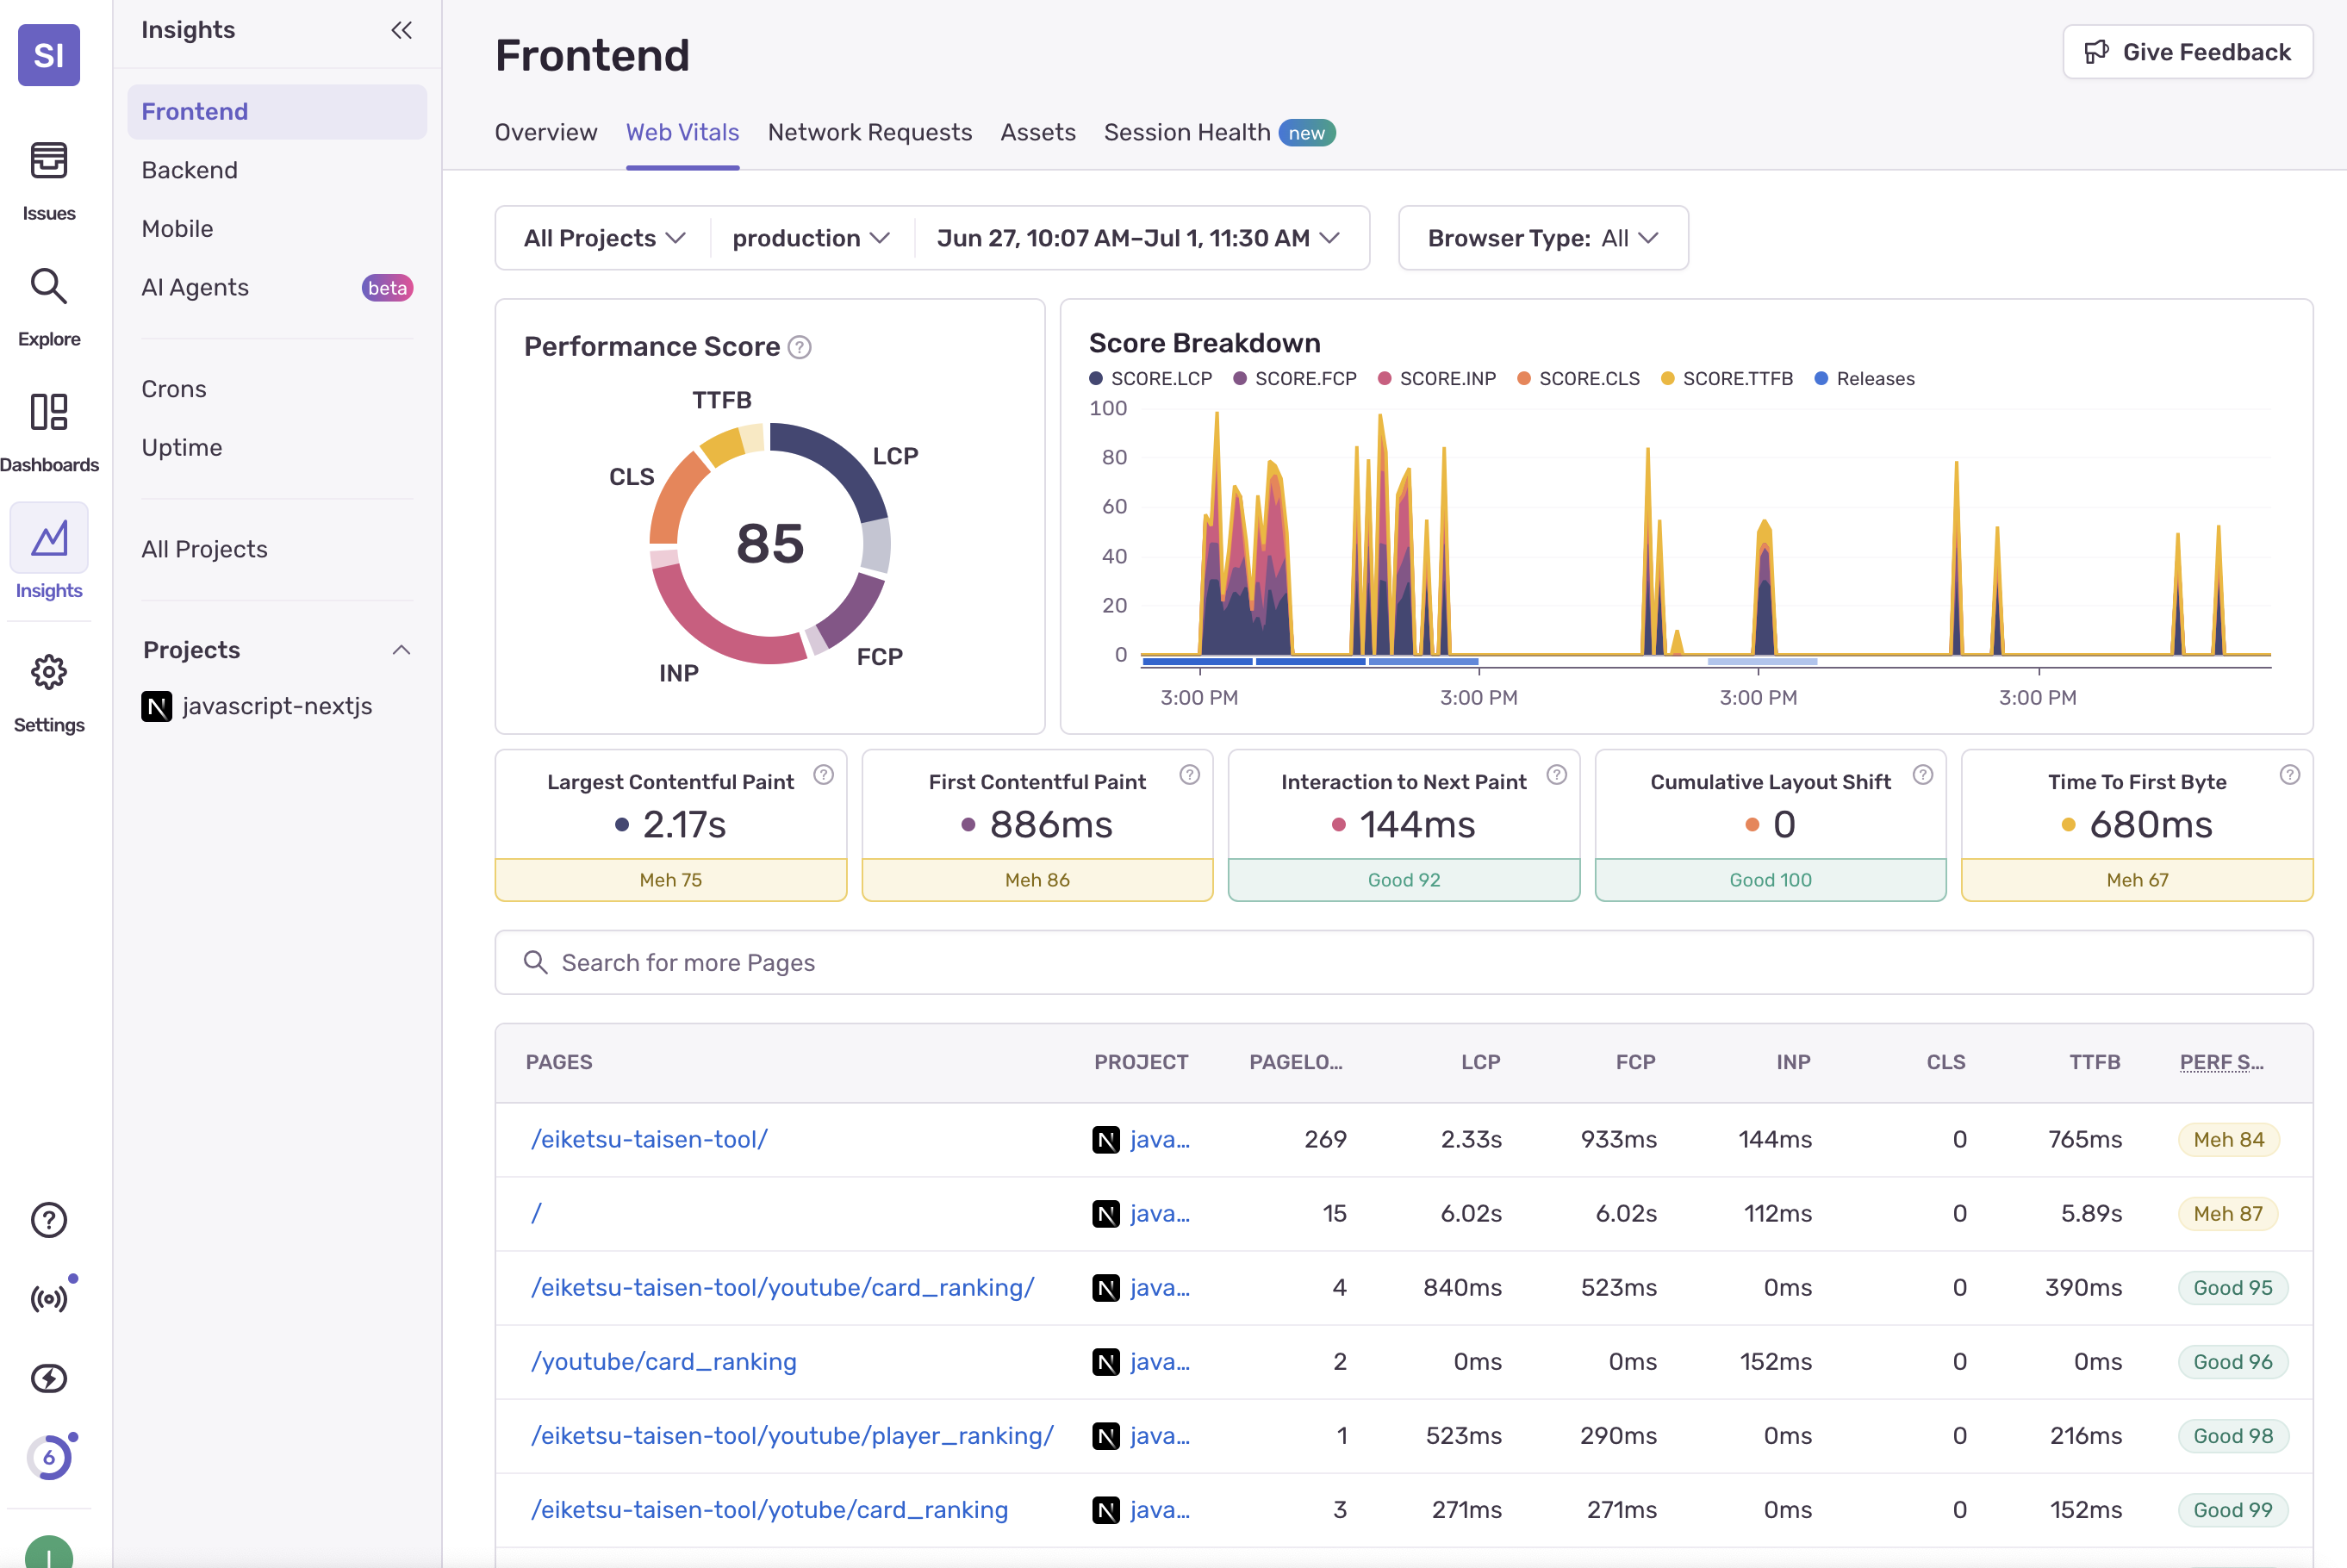 SI
Issues
Explore
Dashboards
Insights
Settings
6
Insights
Frontend
Backend
Mobile
AI Agents beta
Crons
Uptime
All Projects
Projects
N javascript-nextjs
Frontend
Give Feedback
Overview Web Vitals Network Requests Assets Session Health new
All Projects production Jun 27, 10:07 AM–Jul 1, 11:30 AM Browser Type: All
Performance Score ?
TTFB
LCP
CLS
85
FCP
INP
Score Breakdown
SCORE.LCP SCORE.FCP SCORE.INP SCORE.CLS SCORE.TTFB Releases
100
80
60
40
20
0
3:00 PM 3:00 PM 3:00 PM 3:00 PM
Largest Contentful Paint ?
2.17s
Meh 75
First Contentful Paint ?
886ms
Meh 86
Interaction to Next Paint ?
144ms
Good 92
Cumulative Layout Shift ?
0
Good 100
Time To First Byte ?
680ms
Meh 67
Search for more Pages
PAGES PROJECT PAGELO... LCP FCP INP CLS TTFB PERF S...
/eiketsu-taisen-tool/ N java... 269 2.33s 933ms 144ms 0 765ms Meh 84
/ N java... 15 6.02s 6.02s 112ms 0 5.89s Meh 87
/eiketsu-taisen-tool/youtube/card_ranking/ N java... 4 840ms 523ms 0ms 0 390ms Good 95
/youtube/card_ranking N java... 2 0ms 0ms 152ms 0 0ms Good 96
/eiketsu-taisen-tool/youtube/player_ranking/ N java... 1 523ms 290ms 0ms 0 216ms Good 98
/eiketsu-taisen-tool/yotube/card_ranking N java... 3 271ms 271ms 0ms 0 152ms Good 99